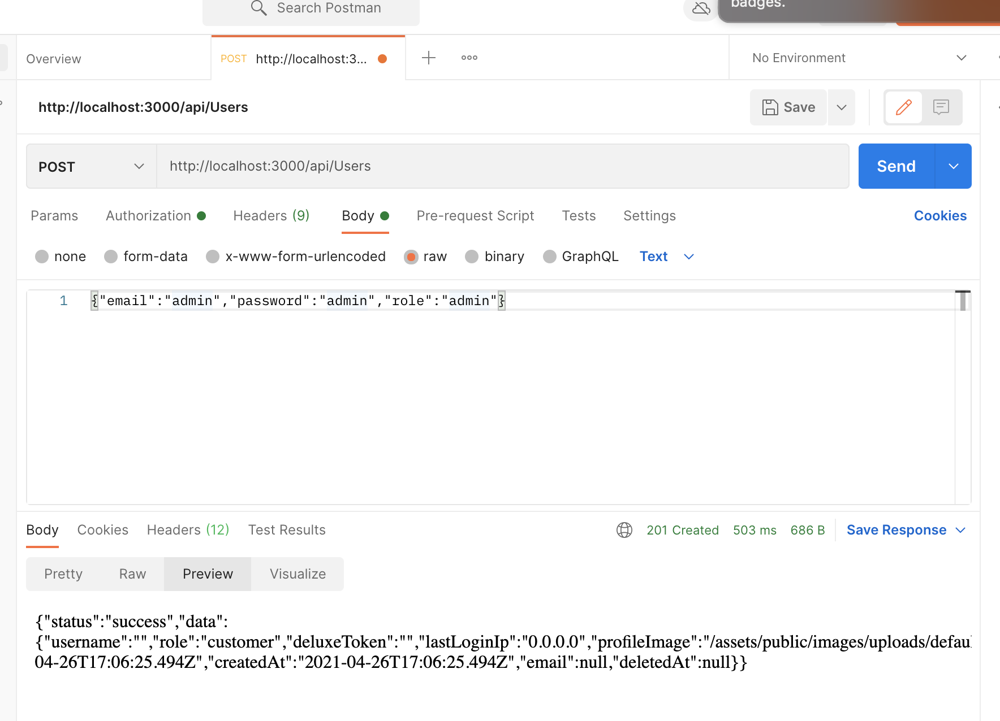 Search Postman
badges.
Overview
POST http://localhost:3...
No Environment
http://localhost:3000/api/Users
Save
POST
http://localhost:3000/api/Users
Send
Params Authorization Headers (9) Body Pre-request Script Tests Settings Cookies
none form-data x-www-form-urlencoded raw binary GraphQL Text
1 {"email":"admin","password":"admin","role":"admin"}
Body Cookies Headers (12) Test Results 201 Created 503 ms 686 B Save Response
Pretty Raw Preview Visualize
{"status":"success","data":
{"username":"","role":"customer","deluxeToken":"","lastLoginIp":"0.0.0.0","profileImage":"/assets/public/images/uploads/defau
04-26T17:06:25.494Z","createdAt":"2021-04-26T17:06:25.494Z","email":null,"deletedAt":null}}